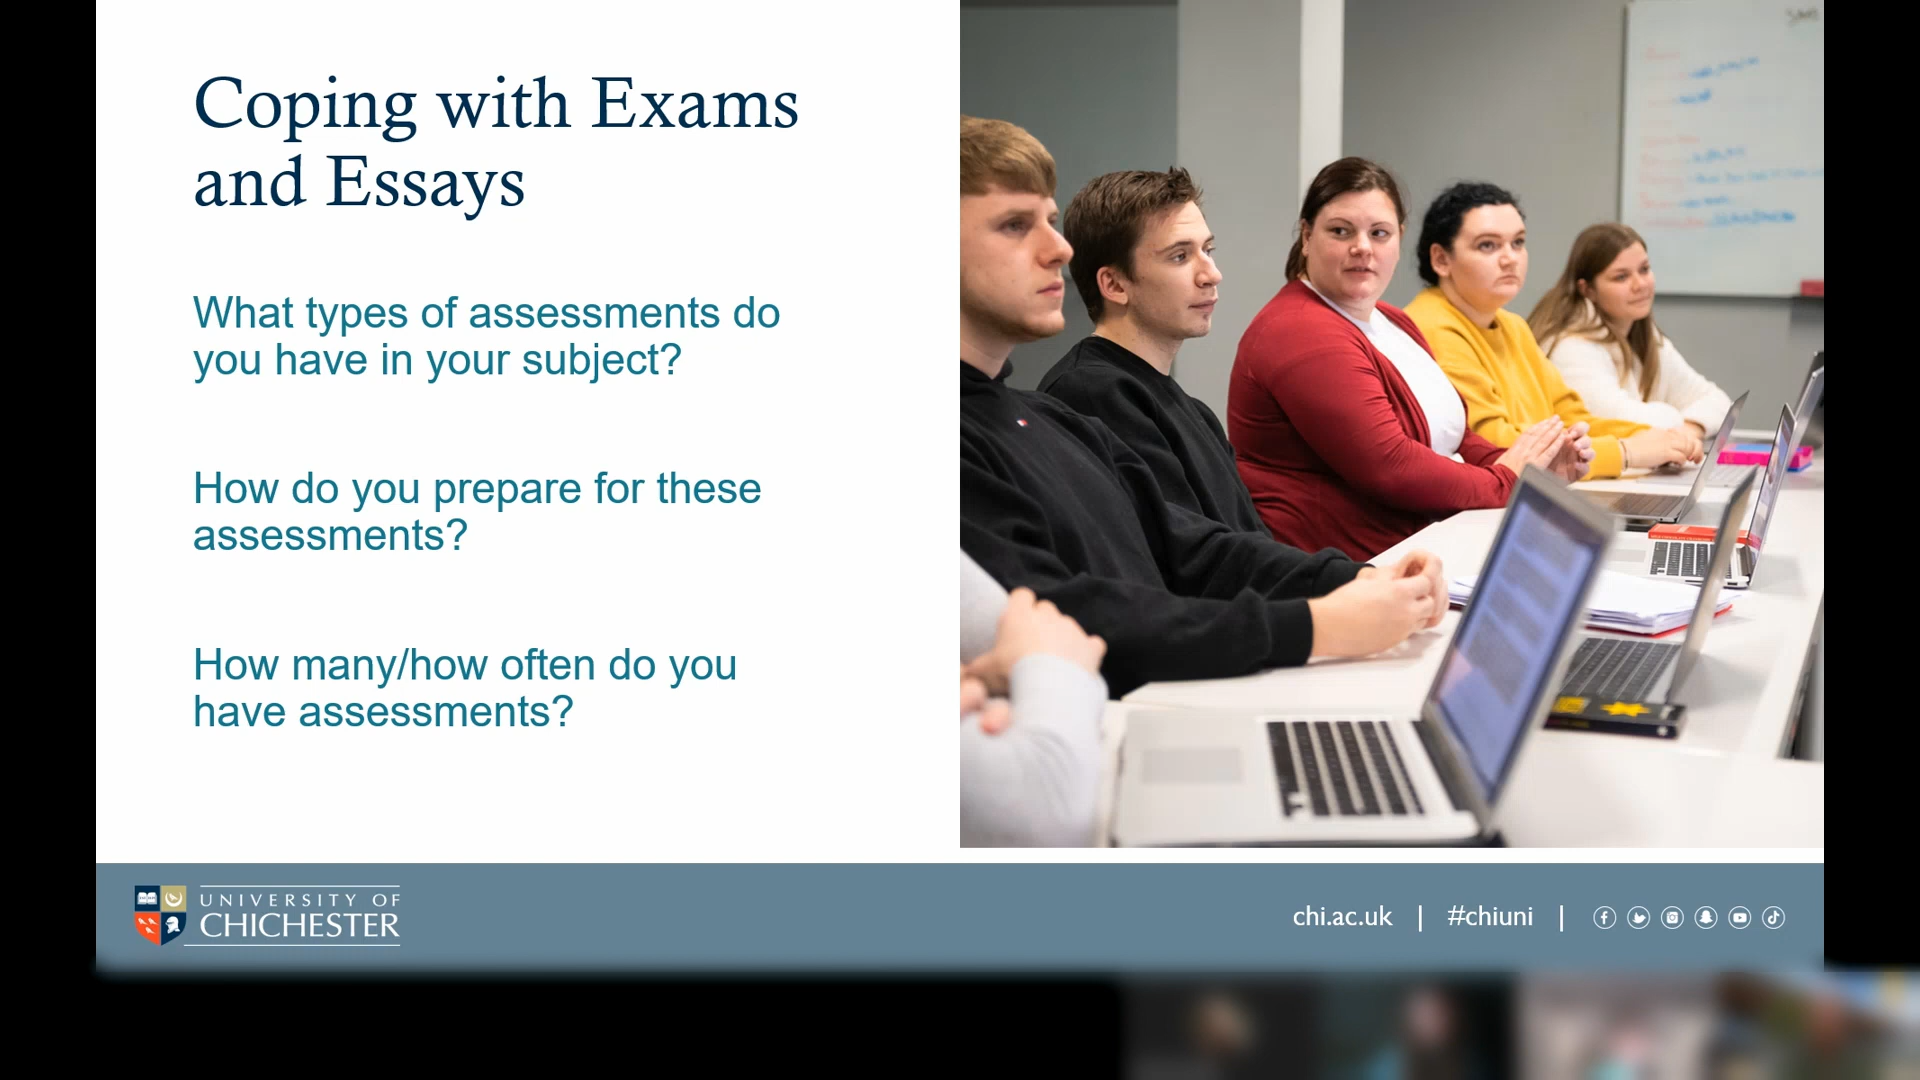 Coping with Exams
and Essays
What types of assessments do
you have in your subject?
How do you prepare for these
assessments?
How many/how often do you
have assessments?
UNIVERSITY OF
CHICHESTER
chi.ac.uk | #chiuni |